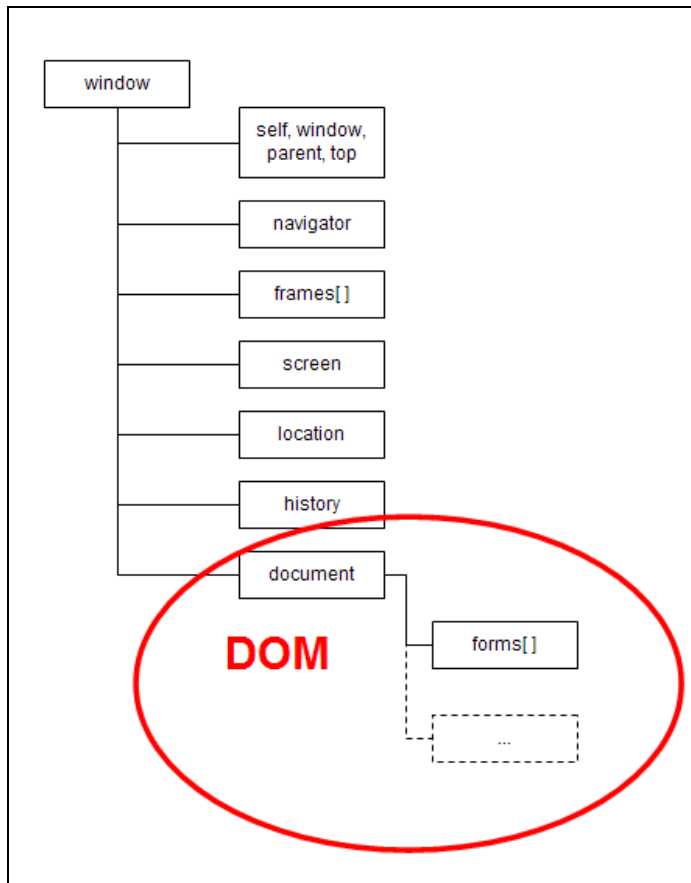 window
self, window,
parent, top
navigator
frames[ ]
screen
location
history
document
DOM
forms[ ]
...